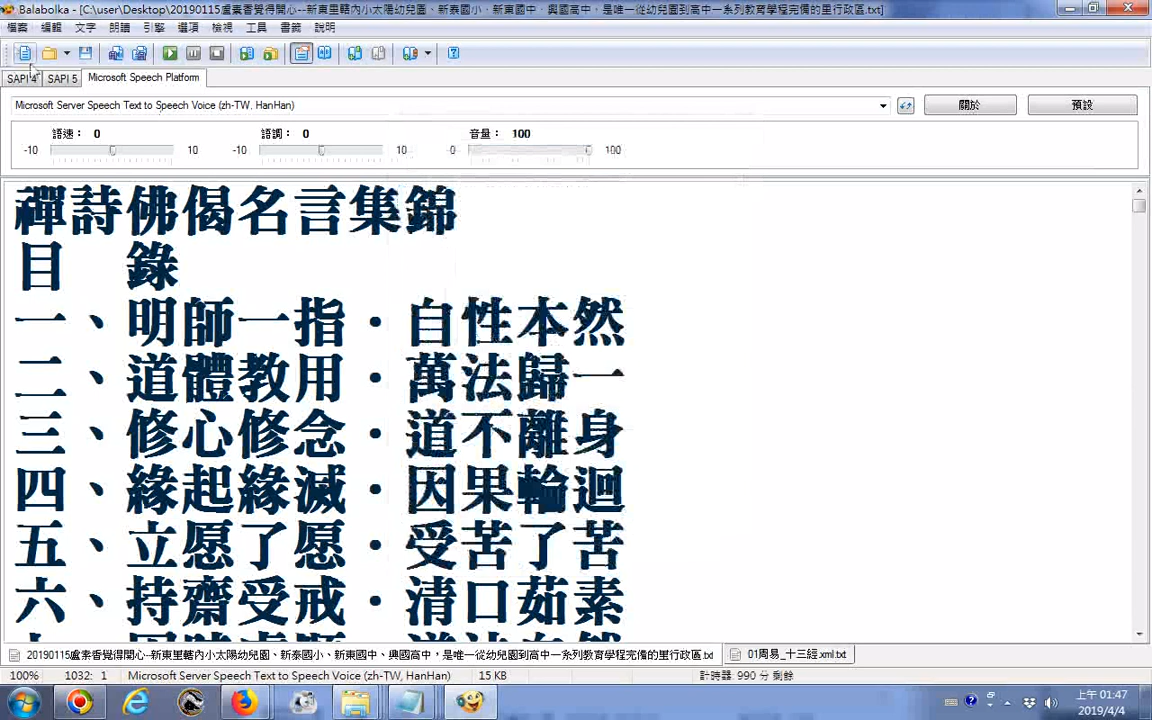 Balabolka - [C:\user\Desktop\20190115盧素香覺得開心--新東里轄內小太陽幼兒園、新泰國小、新東國中、興國高中，是唯一從幼兒園到高中一系列教育學程完備的里行政區.txt]
檔案 編輯 文字 朗讀 引擎 選項 檢視 工具 書籤 說明
SAPI 4 SAPI 5 Microsoft Speech Platform
Microsoft Server Speech Text to Speech Voice (zh-TW, HanHan) 關於 預設
語速： 0 語調： 0 音量： 100
-10 10 -10 10 0 100
禪詩佛偈名言集錦
目 錄
一、明師一指．自性本然
二、道體教用．萬法歸一
三、修心修念．道不離身
四、緣起緣滅．因果輪迴
五、立愿了愿．受苦了苦
六、持齋受戒．清口茹素
20190115盧素香覺得開心--新東里轄內小太陽幼兒園、新泰國小、新東國中、興國高中，是唯一從幼兒園到高中一系列教育學程完備的里行政區.txt 01周易_十三經.xml.txt
100% 1032: 1 Microsoft Server Speech Text to Speech Voice (zh-TW, HanHan) 15 KB 計時器 990 分 剩餘
上午 01:47
2019/4/4